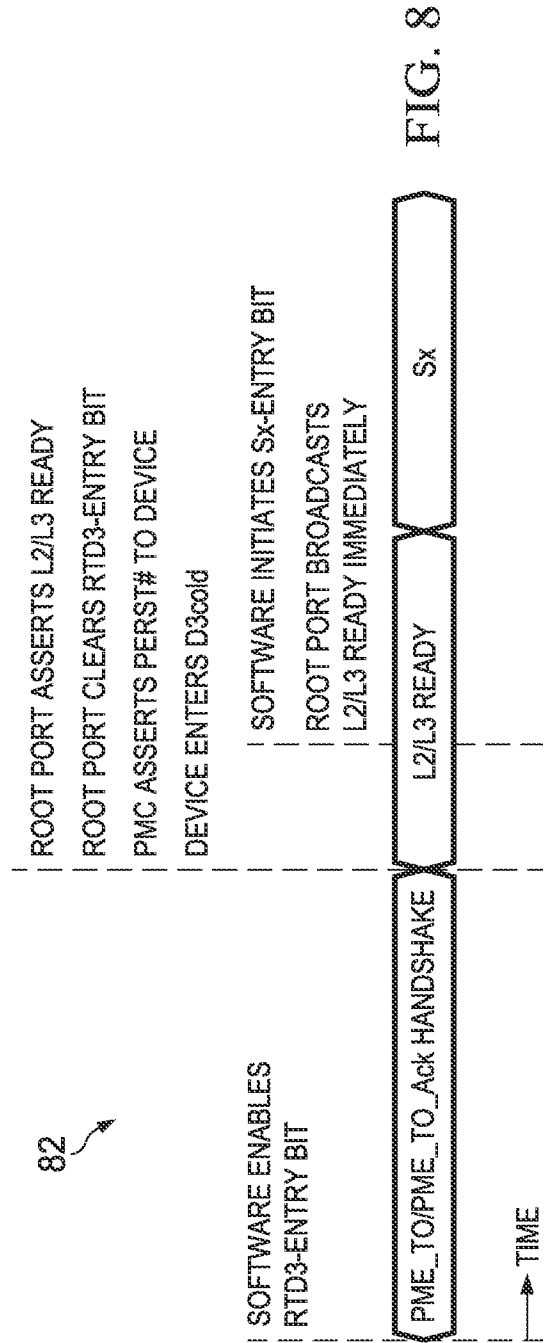 82
ROOT PORT ASSERTS L2/L3 READY
ROOT PORT CLEARS RTD3-ENTRY BIT
PMC ASSERTS PERST# TO DEVICE
DEVICE ENTERS D3cold
SOFTWARE ENABLES
RTD3-ENTRY BIT
SOFTWARE INITIATES Sx-ENTRY BIT
ROOT PORT BROADCASTS
L2/L3 READY IMMEDIATELY
PME_TO/PME_TO_Ack HANDSHAKE
L2/L3 READY
Sx
TIME
FIG. 8